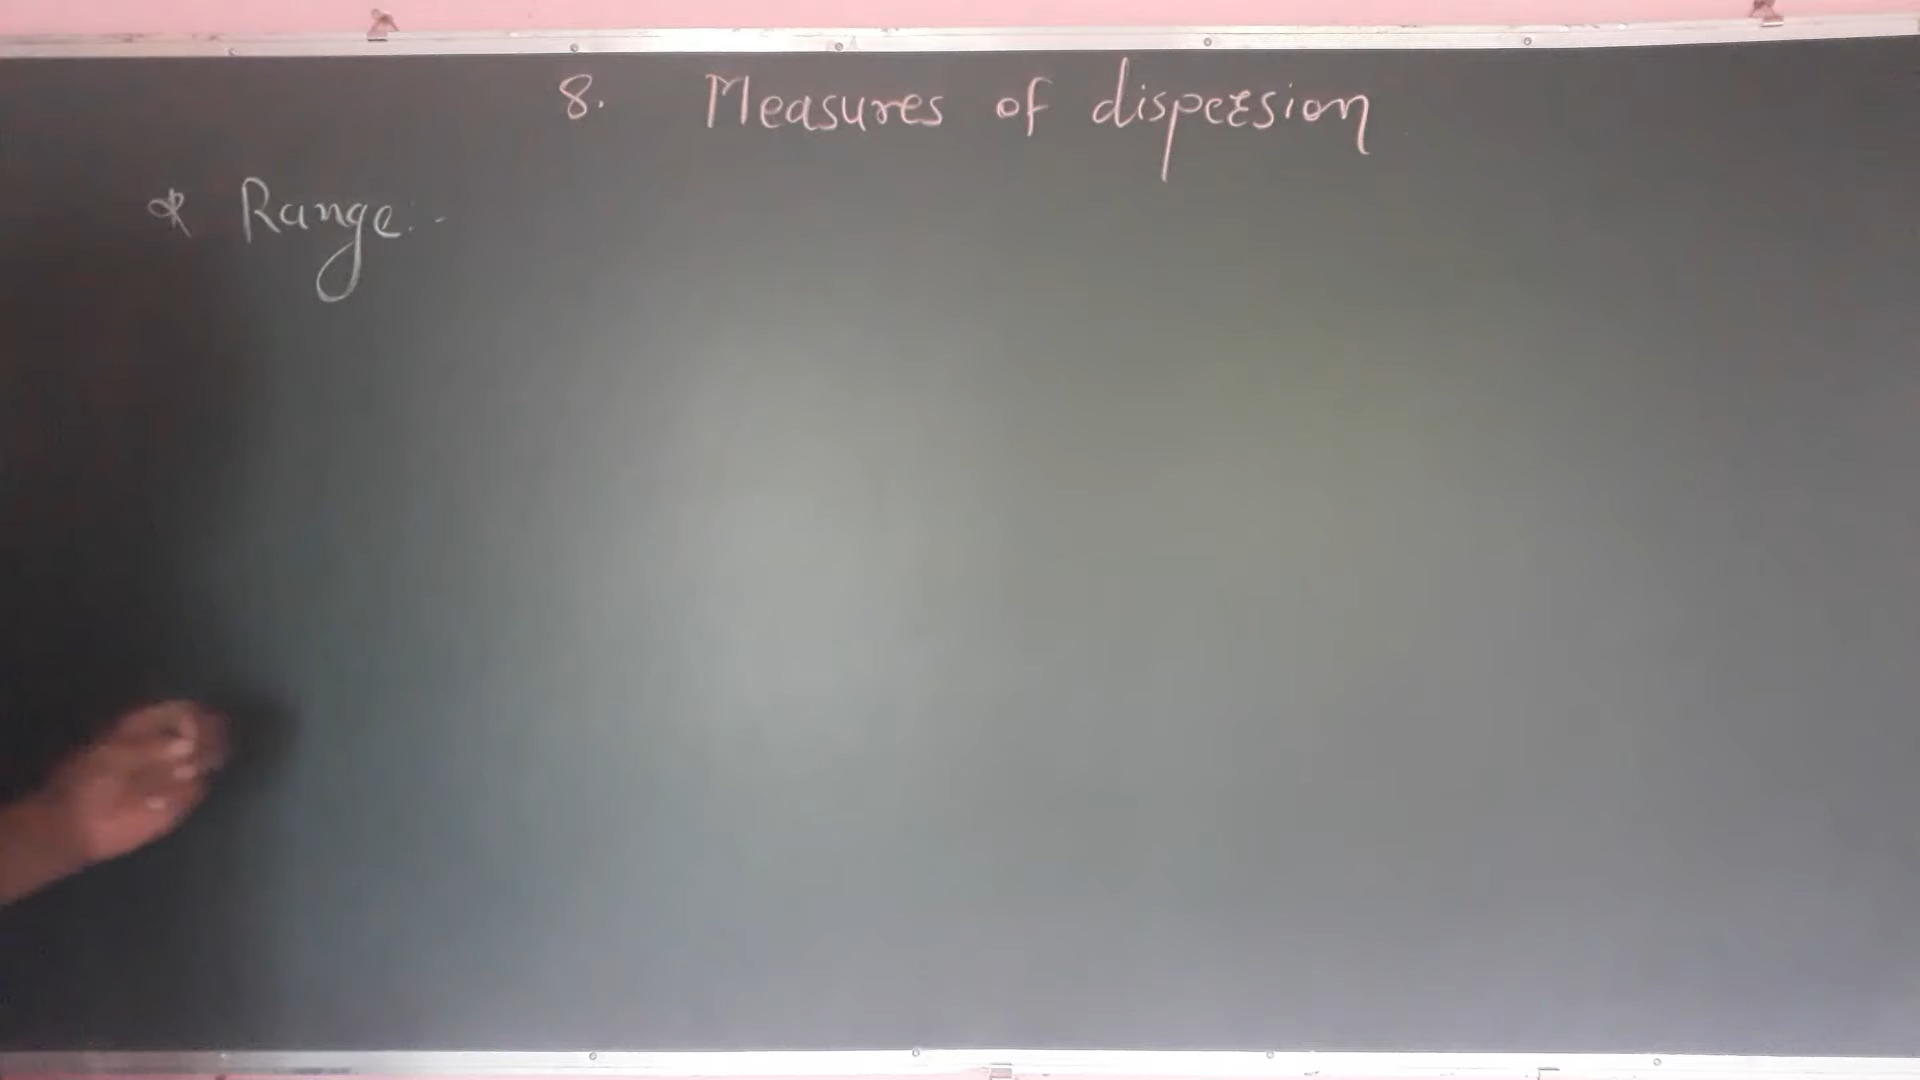 8. Measures of dispersion
* Range:-